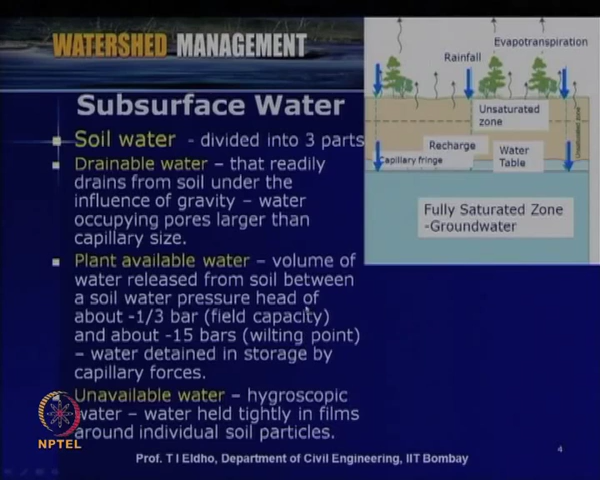 WATERSHED MANAGEMENT
Subsurface Water
Soil water - divided into 3 parts
Drainable water – that readily
drains from soil under the
influence of gravity – water
occupying pores larger than
capillary size.
Plant available water – volume of
water released from soil between
a soil water pressure head of
about -1/3 bar (field capacity)
and about -15 bars (wilting point)
– water detained in storage by
capillary forces.
Unavailable water – hygroscopic
water – water held tightly in films
around individual soil particles.
Evapotranspiration
Rainfall
Unsaturated
zone
Unsaturated zone
Recharge
Water
Table
Capillary fringe
Fully Saturated Zone
-Groundwater
NPTEL
Prof. T I Eldho, Department of Civil Engineering, IIT Bombay
4